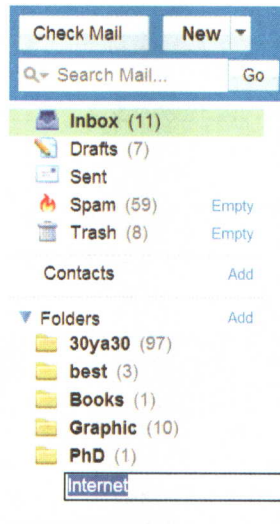 Check Mail New
Search Mail... Go
Inbox (11)
Drafts (7)
Sent
Spam (59) Empty
Trash (8) Empty
Contacts Add
Folders Add
30ya30 (97)
best (3)
Books (1)
Graphic (10)
PhD (1)
Internet